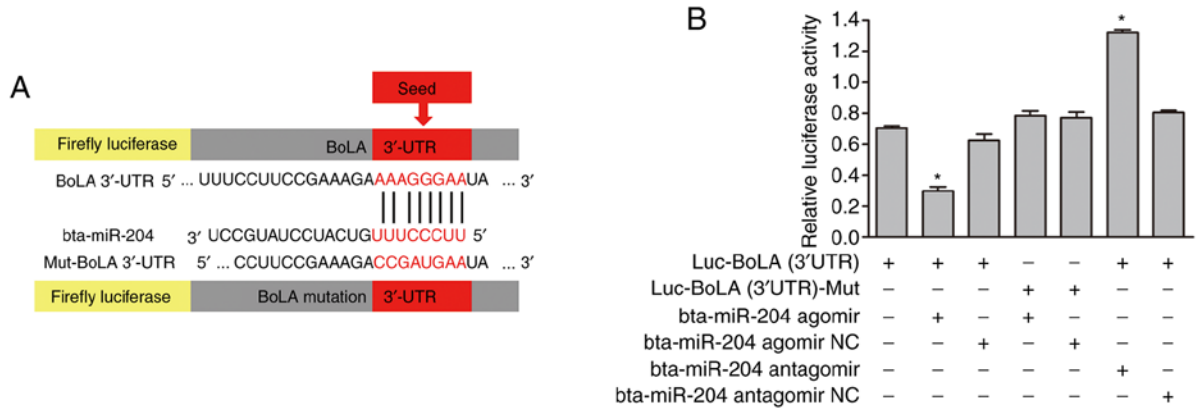 A
Seed
Firefly luciferase BoLA 3′-UTR
BoLA 3′-UTR 5′ ... UUUCCUUCCGAAAGAAAAGGGAAUA ... 3′
bta-miR-204 3′ UCCGUAUCCUACUGUUUCCCUU 5′
Mut-BoLA 3′-UTR 5′ ... CCUUCCGAAAGACCGAUGAAUA ... 3′
Firefly luciferase BoLA mutation 3′-UTR
B
Relative luciferase activity
1.4
1.2
1.0
0.8
0.6
0.4
0.2
0.0
* * 
Luc-BoLA (3′UTR) + + + − − + +
Luc-BoLA (3′UTR)-Mut − − − + + − −
bta-miR-204 agomir − + − + − − −
bta-miR-204 agomir NC − − + − + − −
bta-miR-204 antagomir − − − − − + −
bta-miR-204 antagomir NC − − − − − − +